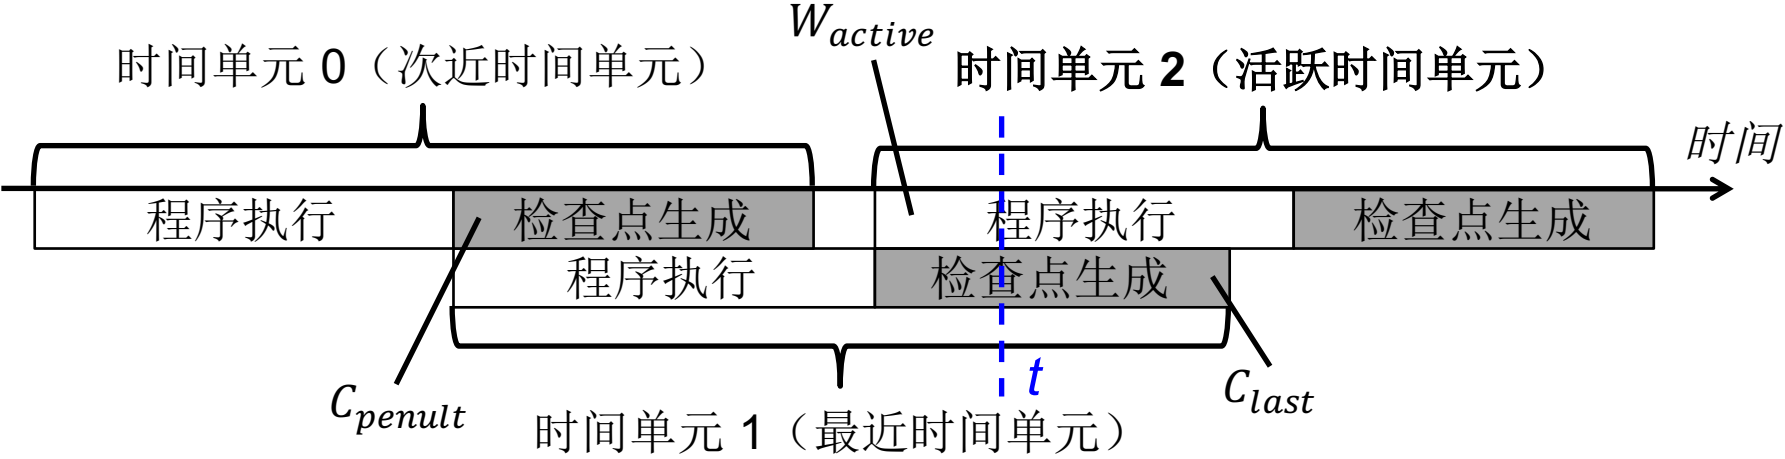 W_active
时间单元 0（次近时间单元）
时间单元 2（活跃时间单元）
时间
程序执行
检查点生成
程序执行
检查点生成
程序执行
检查点生成
t
C_penult
C_last
时间单元 1（最近时间单元）